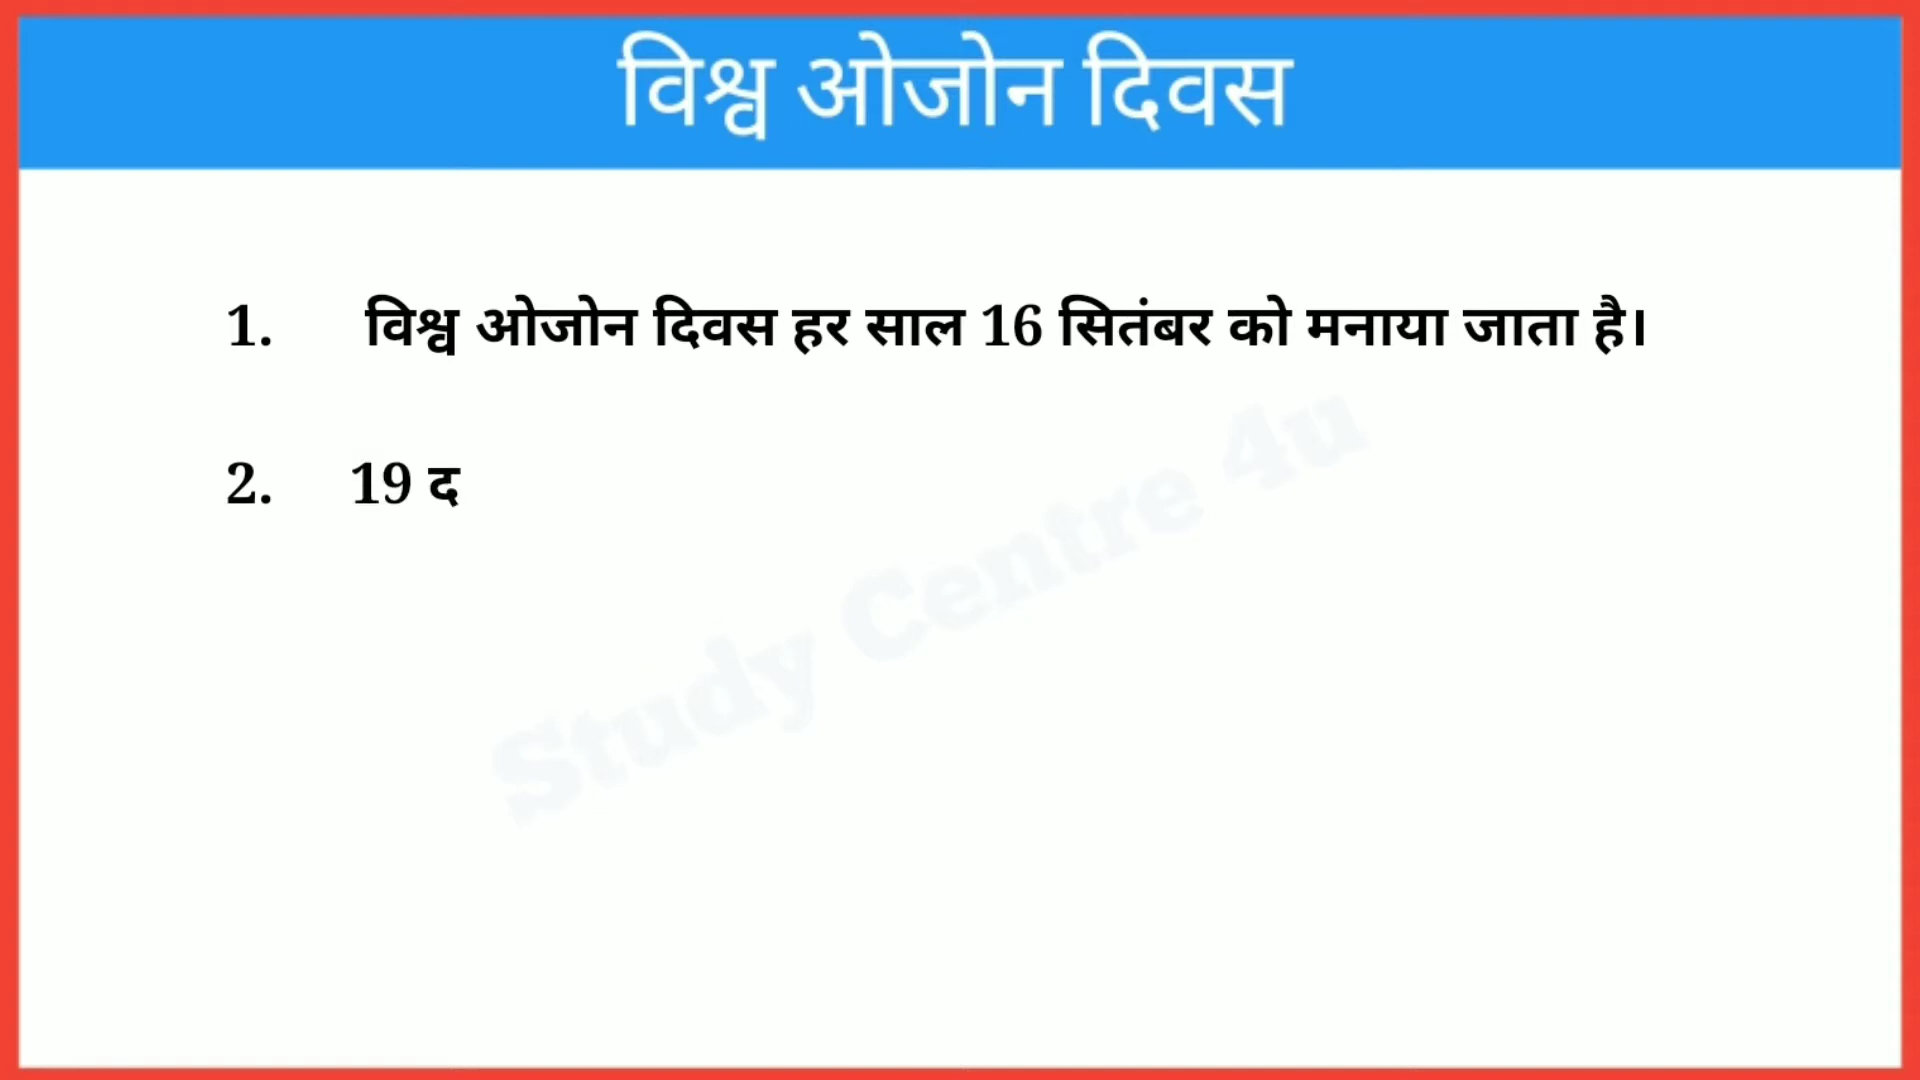 विश्व ओजोन दिवस
1. विश्व ओजोन दिवस हर साल 16 सितंबर को मनाया जाता है।
2. 19 द
Study Centre 4u